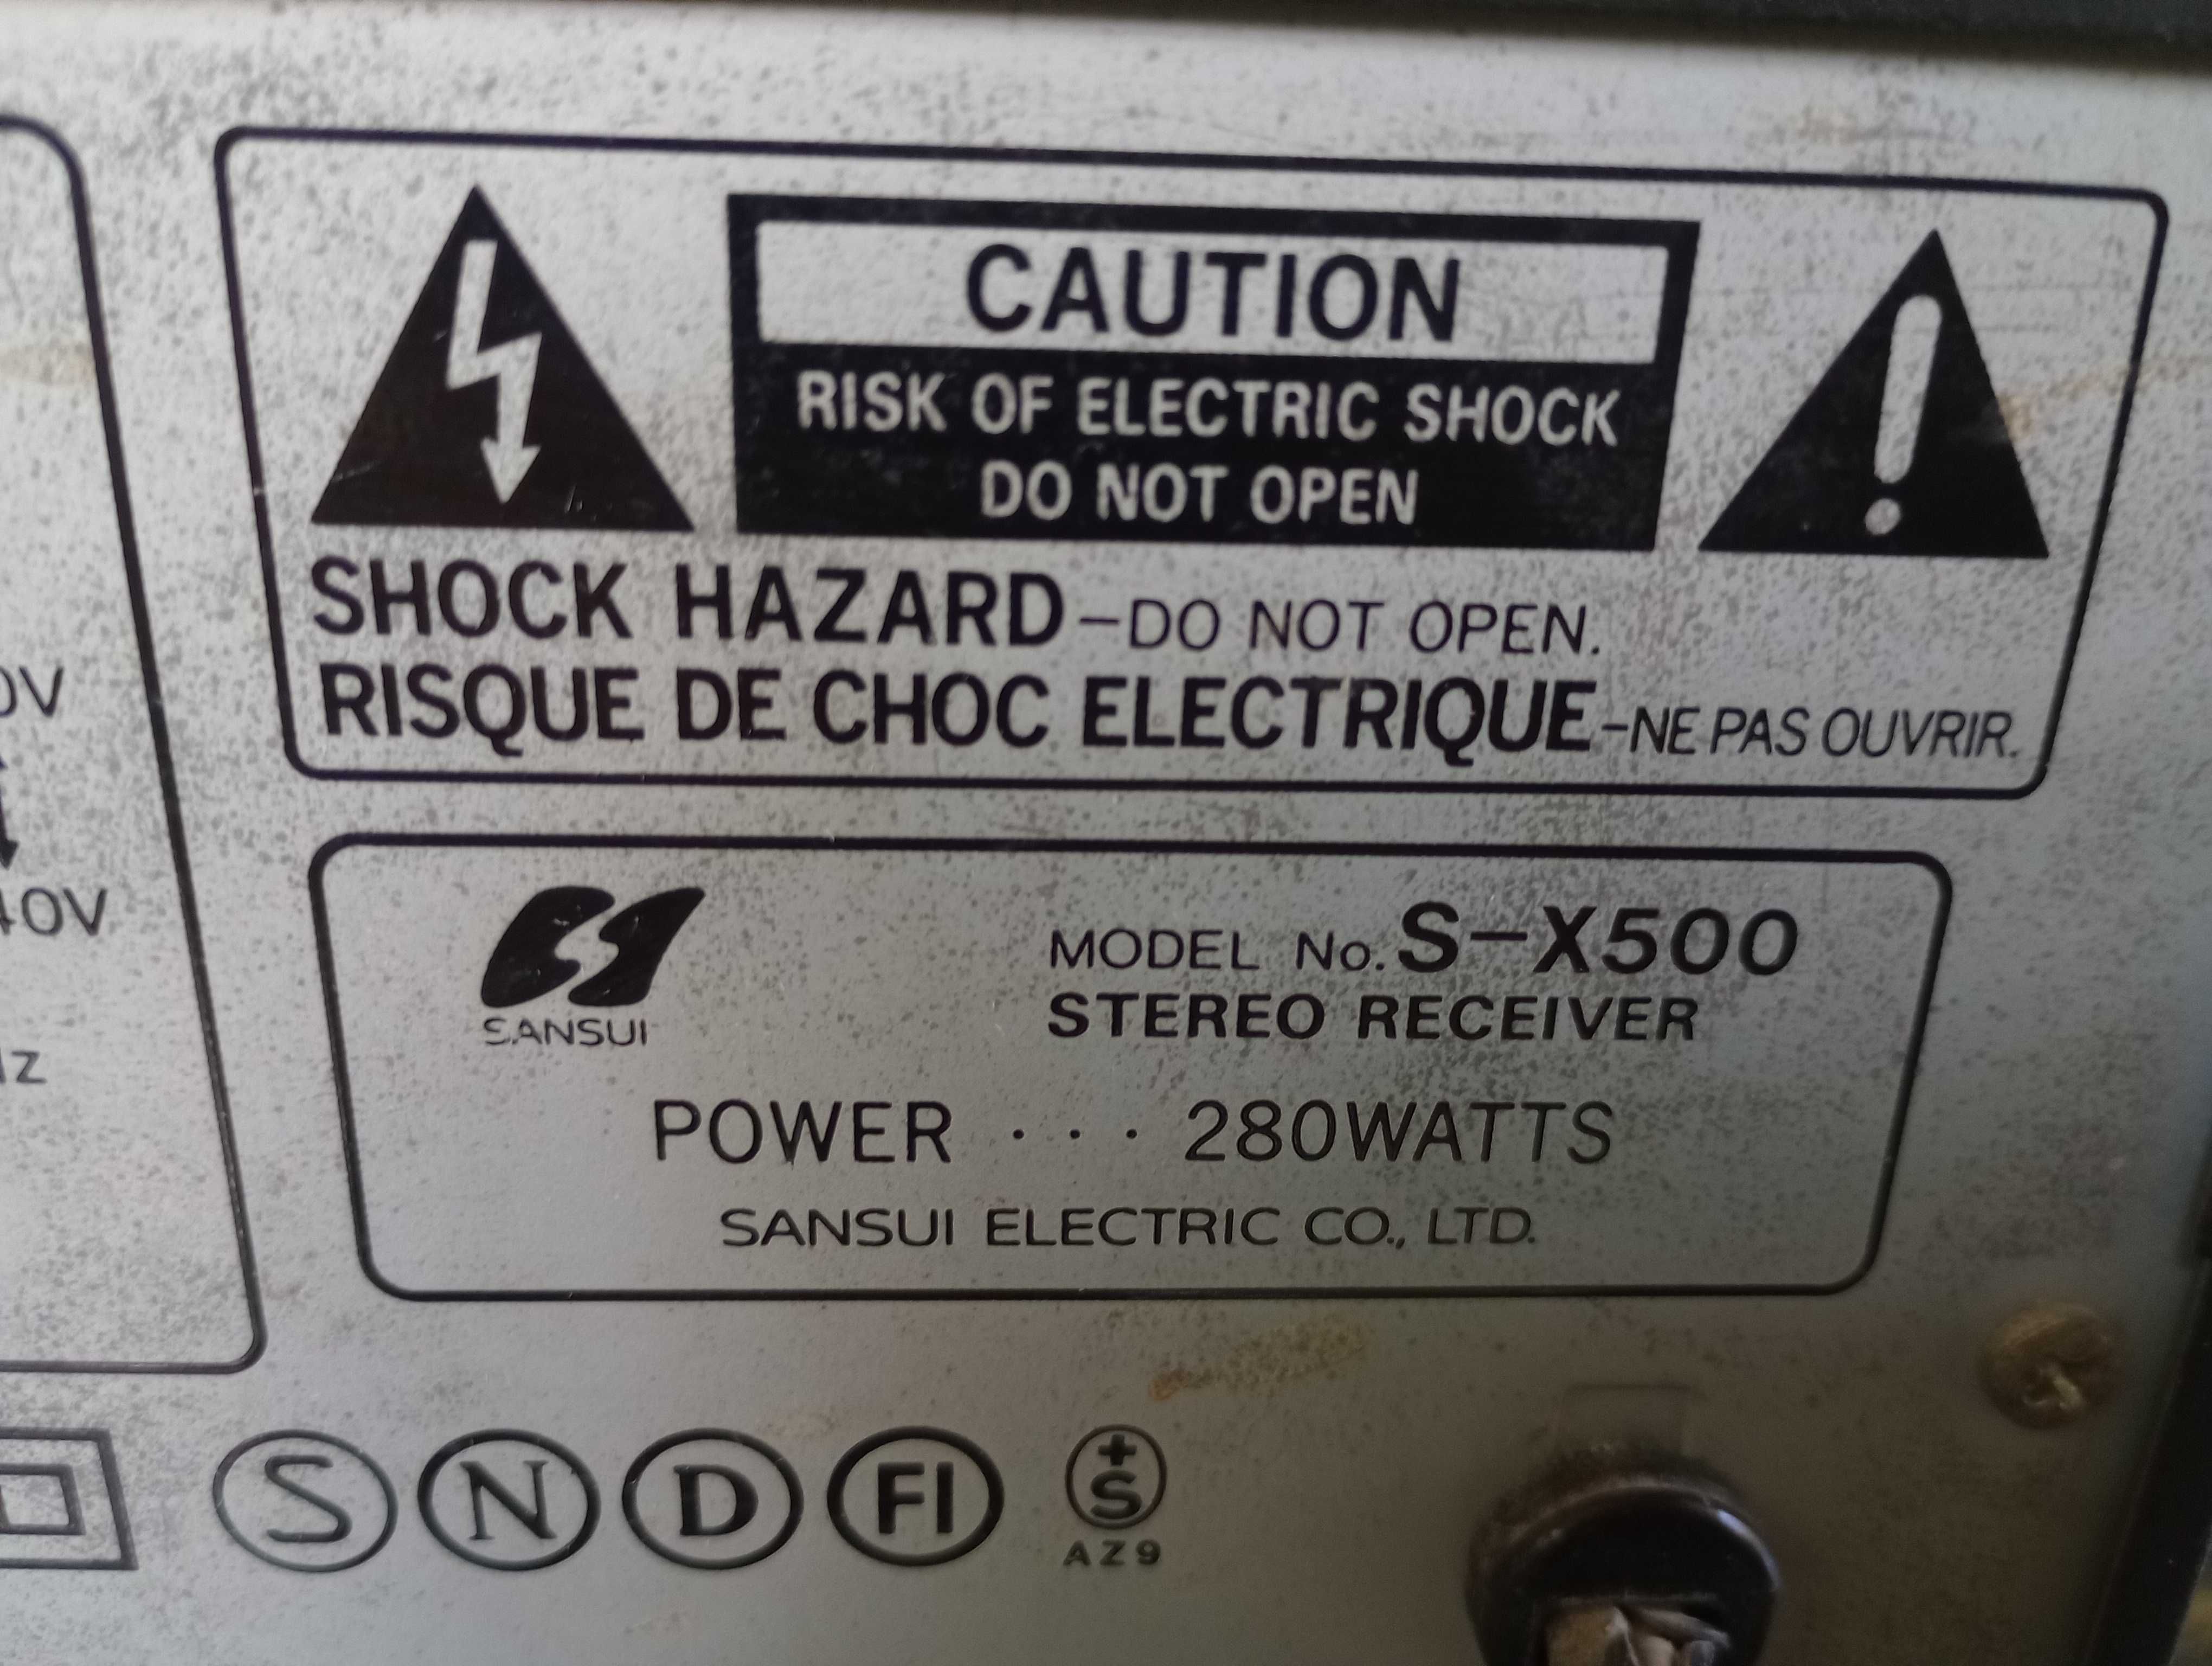 CAUTION
RISK OF ELECTRIC SHOCK
DO NOT OPEN
SHOCK HAZARD-DO NOT OPEN.
RISQUE DE CHOC ELECTRIQUE-NE PAS OUVRIR.
SANSUI
MODEL No. S-X500
STEREO RECEIVER
POWER · · · 280WATTS
SANSUI ELECTRIC CO., LTD.
S N D FI +S
AZ9